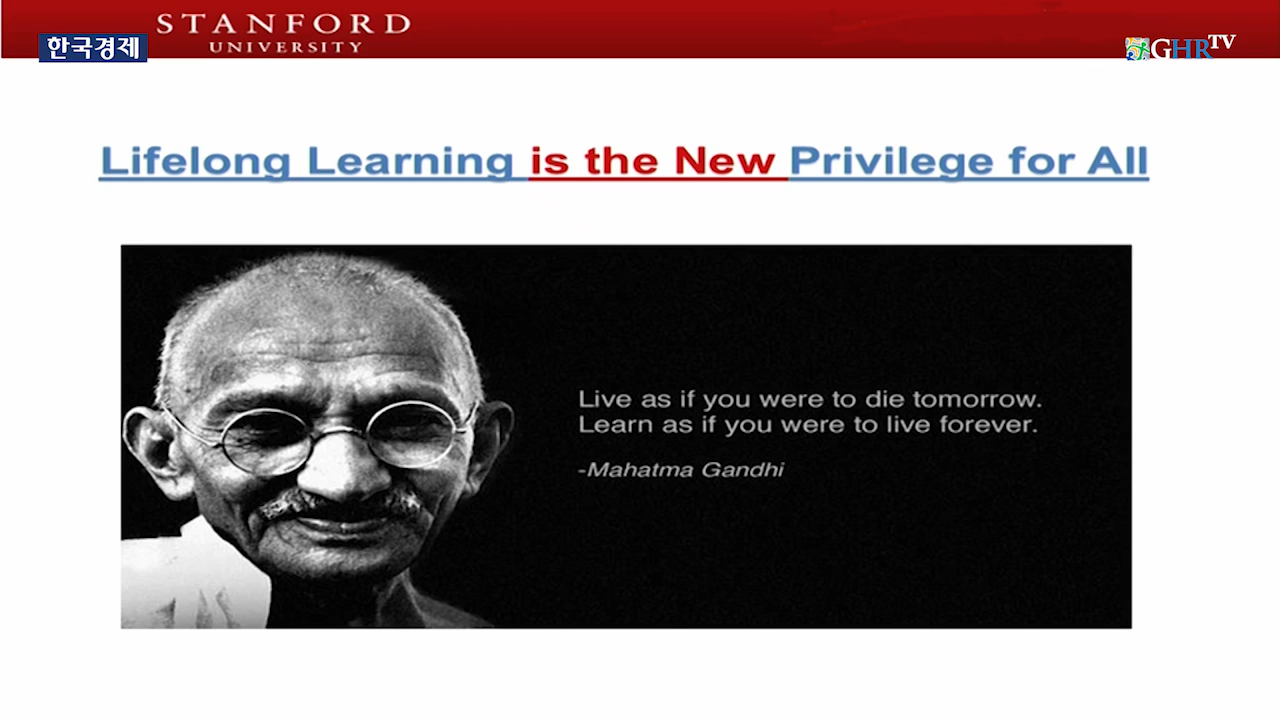 STANFORD
UNIVERSITY
한국경제
GHR TV
Lifelong Learning is the New Privilege for All
Live as if you were to die tomorrow.
Learn as if you were to live forever.
-Mahatma Gandhi